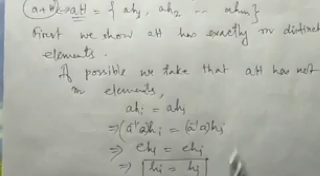 aH = { ah₁, ah₂ ... ahm }
First we show aH has exactly m distinct
elements.
If possible we take that aH has not
m elements,
ahᵢ = ahⱼ
⇒ (a⁻¹a)hᵢ = (a⁻¹a)hⱼ
⇒ ehᵢ = ehⱼ
⇒ hᵢ = hⱼ